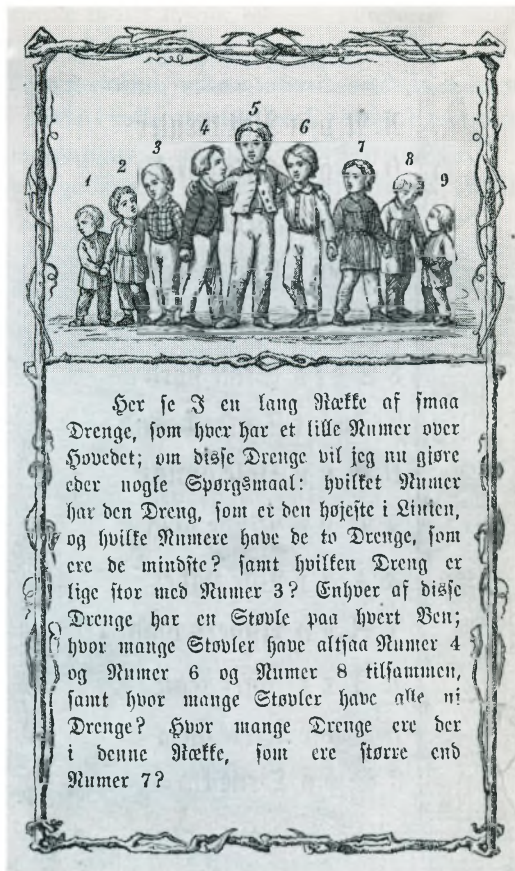 1 2 3 4 5 6 7 8 9
Her se I en lang Række af smaa
Drenge, som hver har et lille Numer over
Hovedet; om disse Drenge vil jeg nu gjøre
eder nogle Spørgsmaal: hvilket Numer
har den Dreng, som er den højeste i Linien,
og hvilke Numere have de to Drenge, som
ere de mindste? samt hvilken Dreng er
lige stor med Numer 3? Enhver af disse
Drenge har en Støvle paa hvert Ben;
hvor mange Støvler have altsaa Numer 4
og Numer 6 og Numer 8 tilsammen,
samt hvor mange Støvler have alle ni
Drenge? Hvor mange Drenge ere der
i denne Række, som ere større end
Numer 7?